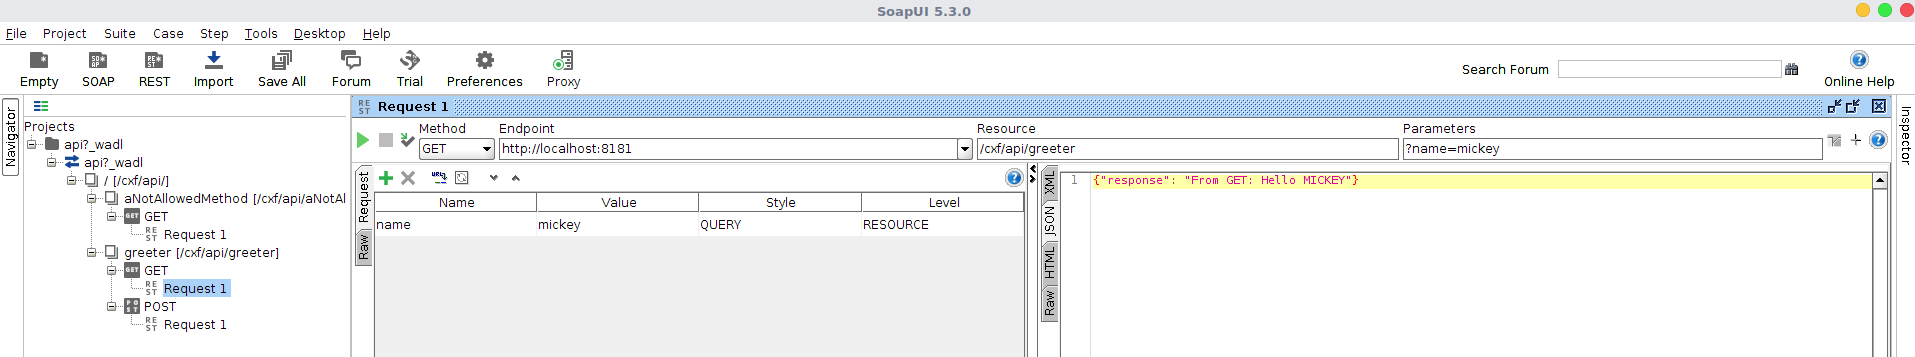 SoapUI 5.3.0
File Project Suite Case Step Tools Desktop Help
Empty SOAP REST Import Save All Forum Trial Preferences Proxy Search Forum Online Help
Navigator
Projects
api?_wadl
api?_wadl
/ [/cxf/api/]
aNotAllowedMethod [/cxf/api/aNotAl
GET
Request 1
greeter [/cxf/api/greeter]
GET
Request 1
POST
Request 1
Request 1
Method Endpoint Resource Parameters
GET http://localhost:8181 /cxf/api/greeter ?name=mickey
Request
Raw
Name Value Style Level
name mickey QUERY RESOURCE
XML
JSON
HTML
Raw
1 {"response": "From GET: Hello MICKEY"}
Inspector